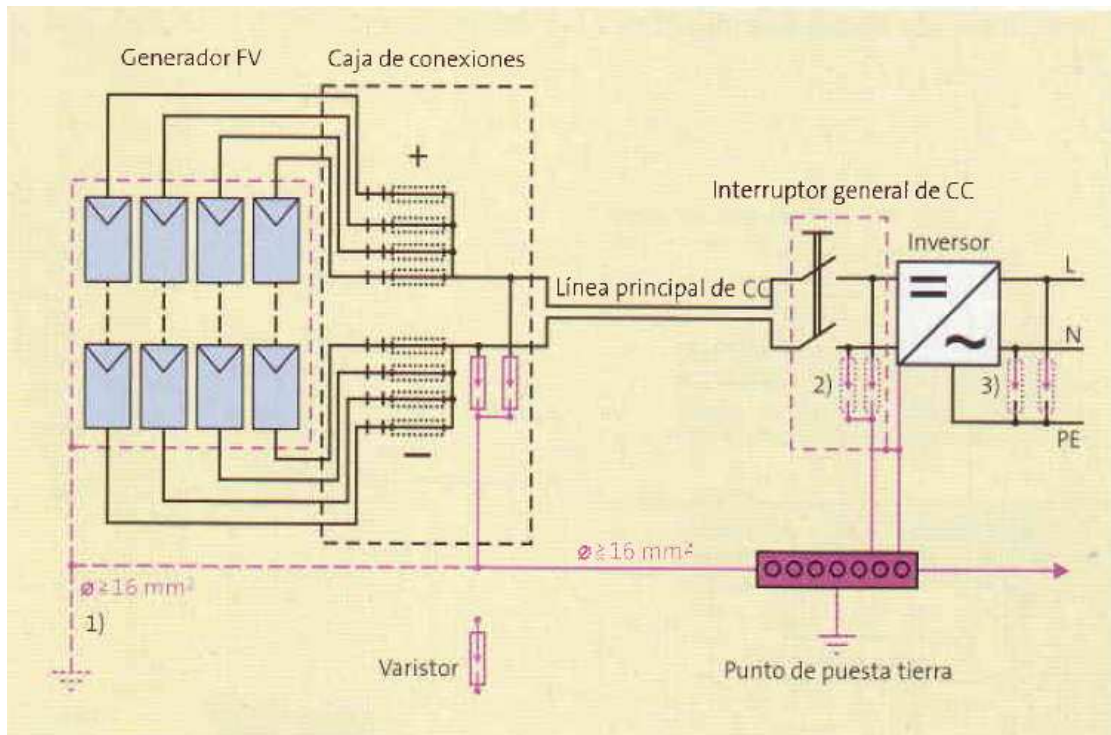 Generador FV
Caja de conexiones
+
Interruptor general de CC
Inversor
L
Línea principal de CC
N
2)
3)
PE
−
ø ≥ 16 mm²
ø ≥ 16 mm²
1)
Varistor
Punto de puesta tierra